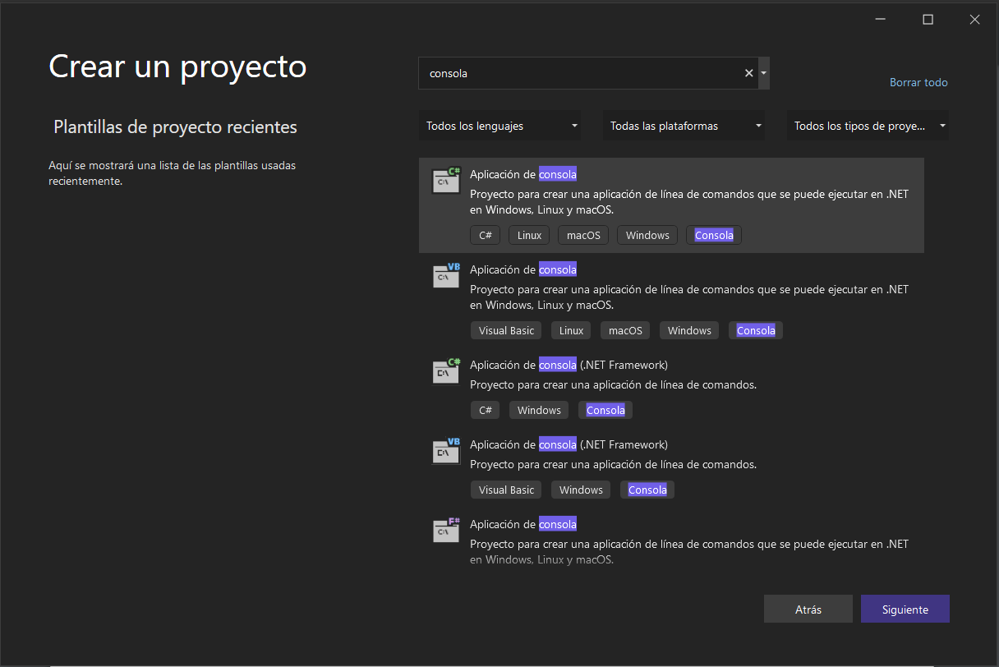 Crear un proyecto
Plantillas de proyecto recientes
Aquí se mostrará una lista de las plantillas usadas
recientemente.
consola
Borrar todo
Todos los lenguajes
Todas las plataformas
Todos los tipos de proye...
C#
C:\
Aplicación de consola
Proyecto para crear una aplicación de línea de comandos que se puede ejecutar en .NET
en Windows, Linux y macOS.
C# Linux macOS Windows Consola
VB
C:\
Aplicación de consola
Proyecto para crear una aplicación de línea de comandos que se puede ejecutar en .NET
en Windows, Linux y macOS.
Visual Basic Linux macOS Windows Consola
C#
C:\
Aplicación de consola (.NET Framework)
Proyecto para crear una aplicación de línea de comandos.
C# Windows Consola
VB
C:\
Aplicación de consola (.NET Framework)
Proyecto para crear una aplicación de línea de comandos.
Visual Basic Windows Consola
F#
C:\
Aplicación de consola
Proyecto para crear una aplicación de línea de comandos que se puede ejecutar en .NET
en Windows, Linux y macOS.
Atrás
Siguiente